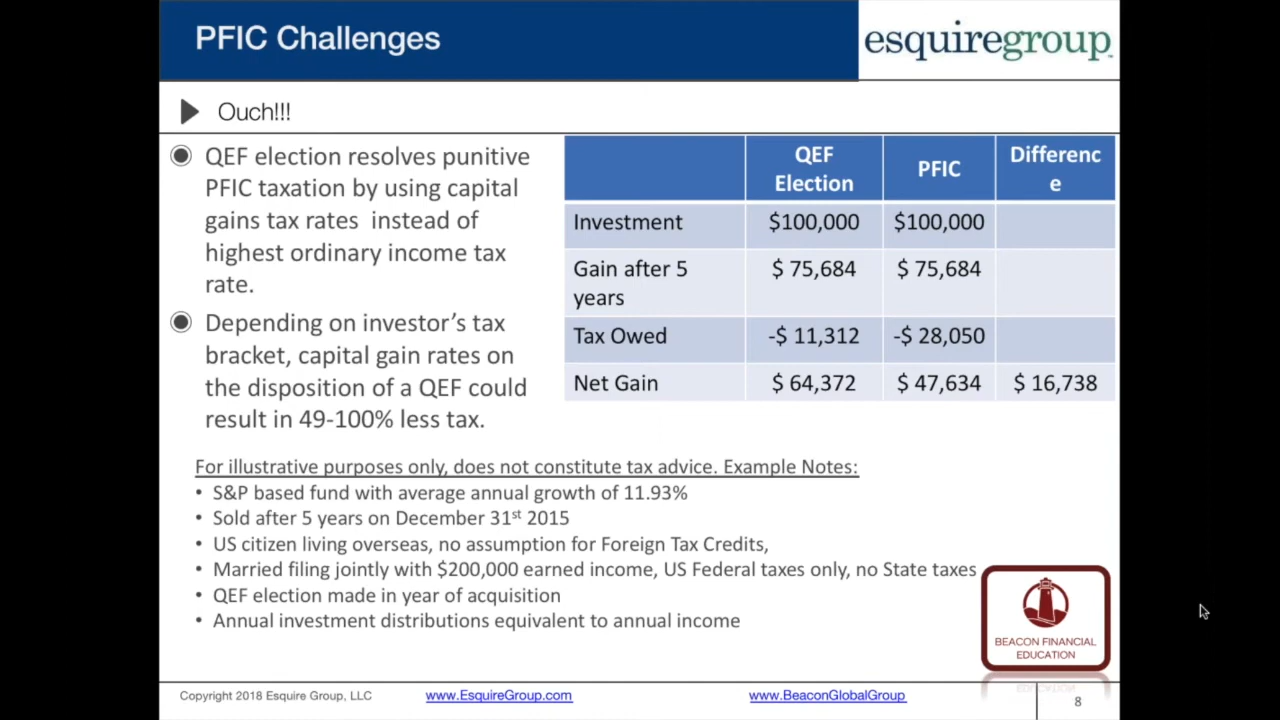 PFIC Challenges
esquiregroup
Ouch!!!
QEF election resolves punitive
PFIC taxation by using capital
gains tax rates instead of
highest ordinary income tax
rate.
Depending on investor's tax
bracket, capital gain rates on
the disposition of a QEF could
result in 49-100% less tax.
QEF Election PFIC Differenc
e
Investment $100,000 $100,000
Gain after 5 years $ 75,684 $ 75,684
Tax Owed -$ 11,312 -$ 28,050
Net Gain $ 64,372 $ 47,634 $ 16,738
For illustrative purposes only, does not constitute tax advice. Example Notes:
• S&P based fund with average annual growth of 11.93%
• Sold after 5 years on December 31st 2015
• US citizen living overseas, no assumption for Foreign Tax Credits,
• Married filing jointly with $200,000 earned income, US Federal taxes only, no State taxes
• QEF election made in year of acquisition
• Annual investment distributions equivalent to annual income
BEACON FINANCIAL
EDUCATION
Copyright 2018 Esquire Group, LLC www.EsquireGroup.com www.BeaconGlobalGroup 8